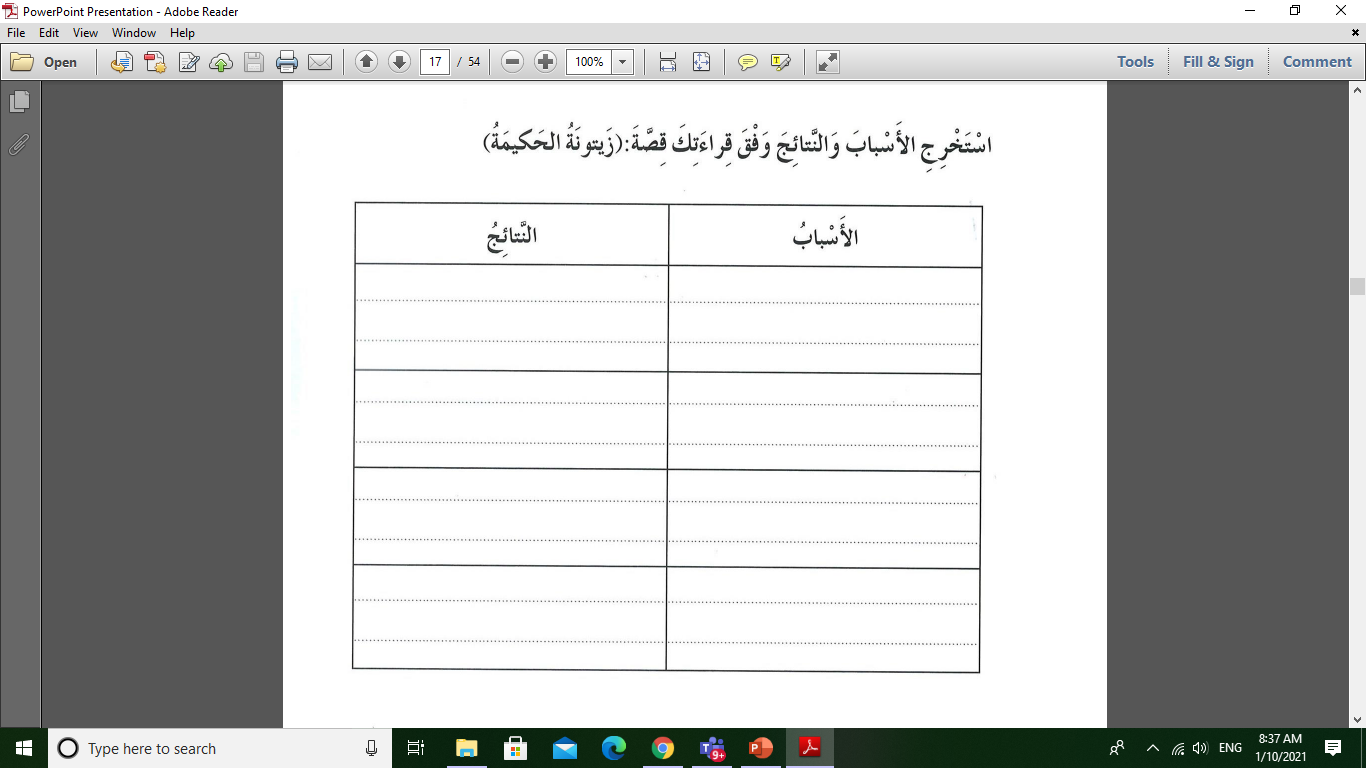 PowerPoint Presentation - Adobe Reader
File Edit View Window Help
Open 17 / 54 100% Tools Fill & Sign Comment
اسْتَخْرِجِ الأَسْبابَ وَالنَّتائِجَ وَفْقَ قِراءَتِكَ قِصَّةَ:(زَيتونَةُ الحَكيمَةُ)
الأَسْبابُ النَّتائِجُ
Type here to search 9+ ENG 8:37 AM
1/10/2021